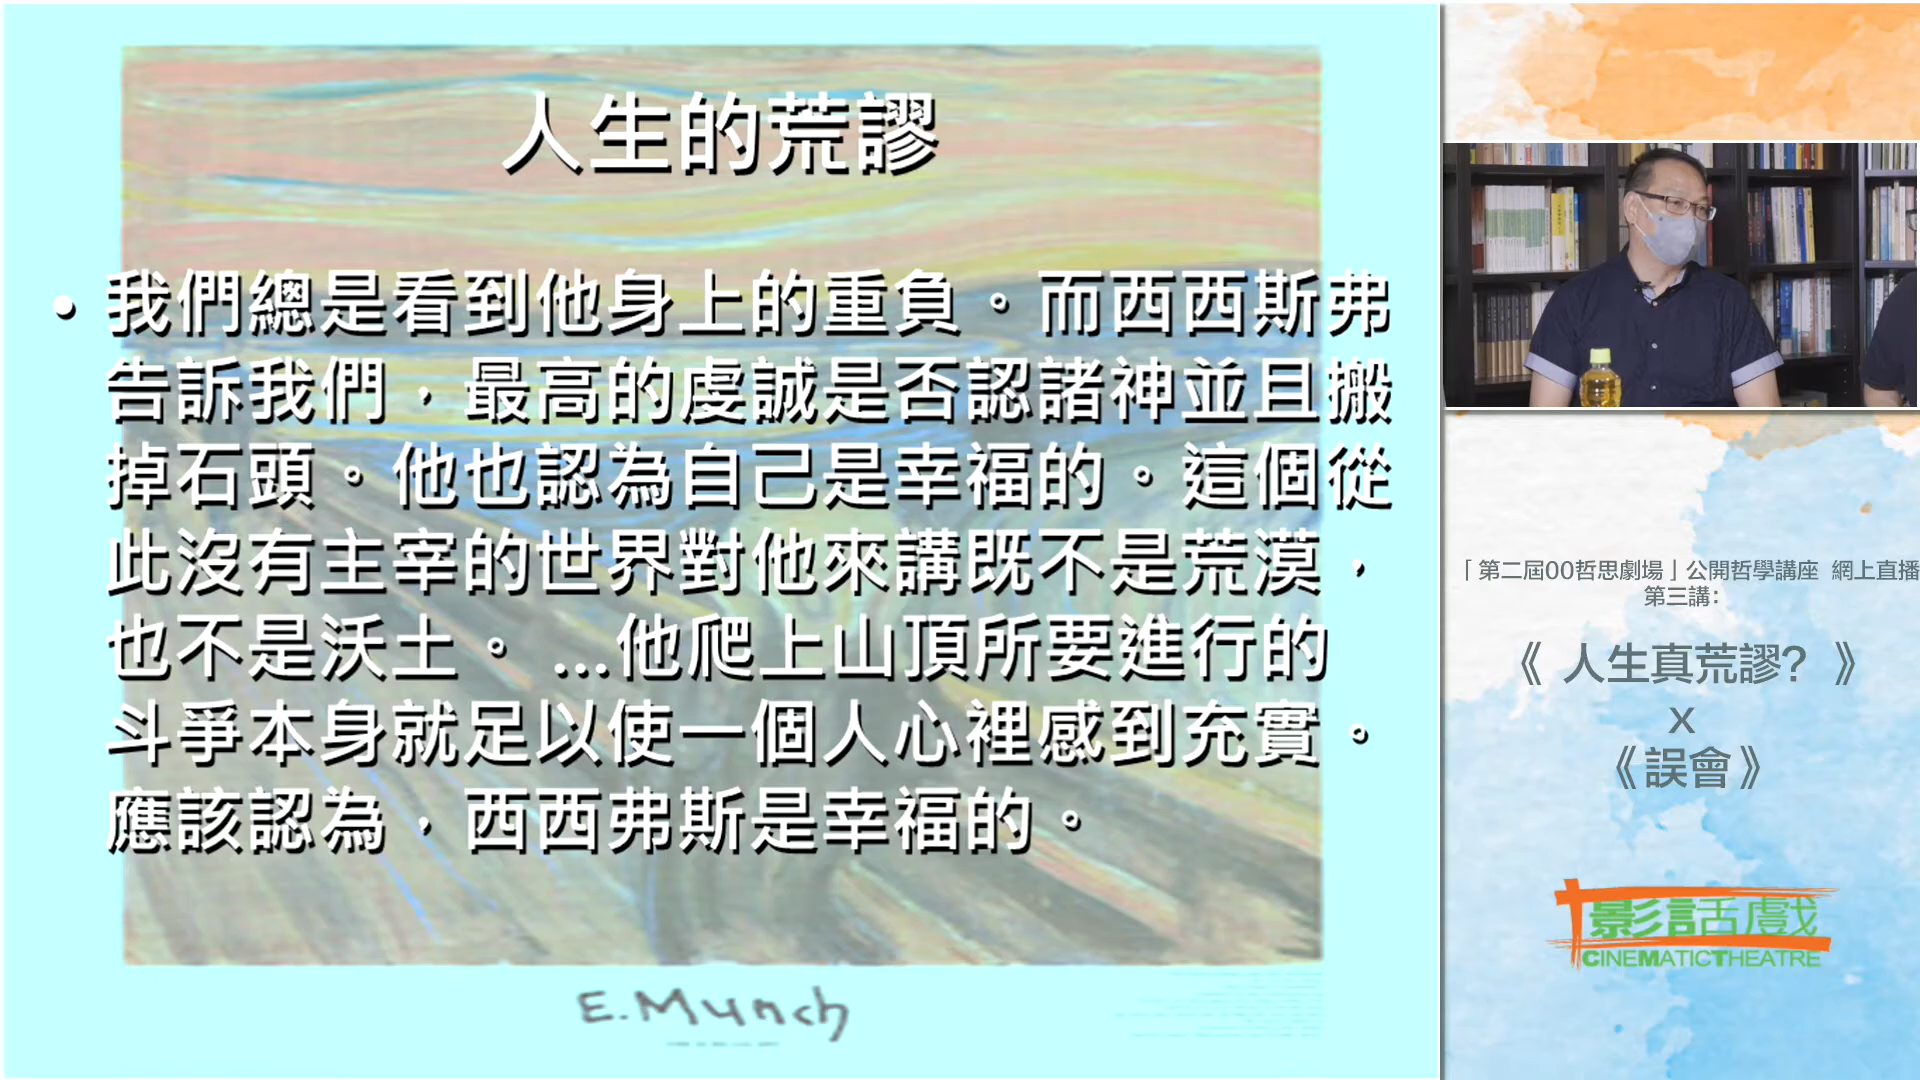 人生的荒謬
• 我們總是看到他身上的重負。而西西斯弗
告訴我們，最高的虔誠是否認諸神並且搬
掉石頭。他也認為自己是幸福的。這個從
此沒有主宰的世界對他來講既不是荒漠，
也不是沃土。 ...他爬上山頂所要進行的
斗爭本身就足以使一個人心裡感到充實。
應該認為，西西弗斯是幸福的。
E. Munch
「第二屆OO哲思劇場」公開哲學講座 網上直播
第三講：
《 人生真荒謬？ 》
X
《誤會》
影話戲
CINEMATICTHEATRE